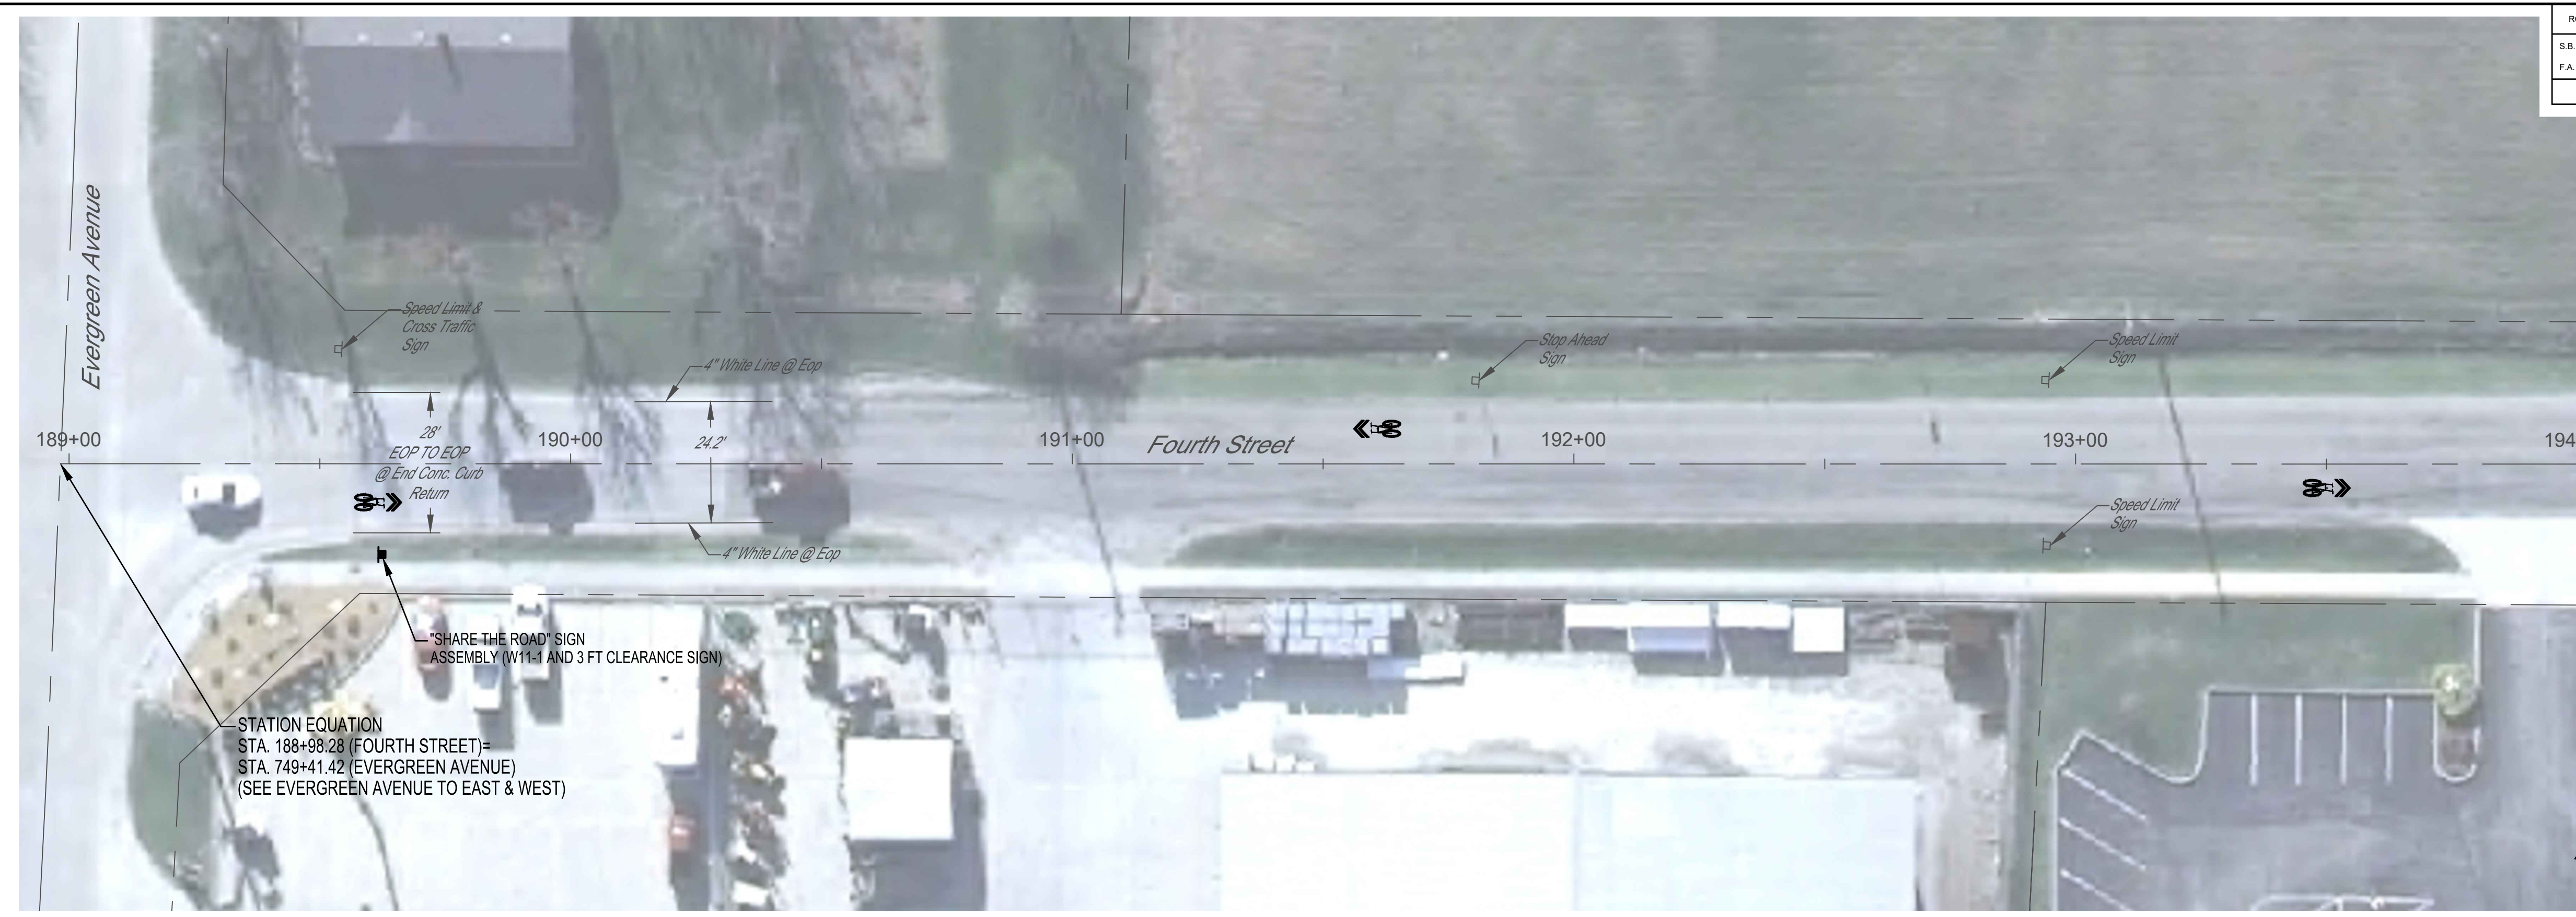 S.B.
F.A.
Evergreen Avenue
Speed Limit &
Cross Traffic
Sign
4" White Line @ Eop
Stop Ahead
Sign
Speed Limit
Sign
189+00
190+00
191+00
192+00
193+00
194
Fourth Street
28'
EOP TO EOP
@ End Conc. Curb
Return
24.2'
4" White Line @ Eop
Speed Limit
Sign
"SHARE THE ROAD" SIGN
ASSEMBLY (W11-1 AND 3 FT CLEARANCE SIGN)
STATION EQUATION
STA. 188+98.28 (FOURTH STREET)=
STA. 749+41.42 (EVERGREEN AVENUE)
(SEE EVERGREEN AVENUE TO EAST & WEST)